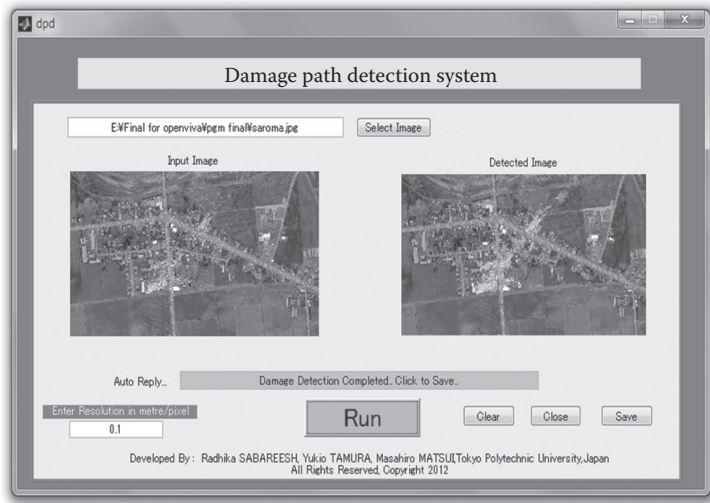 dpd
Damage path detection system
E:¥Final for openviva¥pgm final¥saroma.jpg
Select Image
Input Image
Detected Image
Auto Reply..
Damage Detection Completed.. Click to Save..
Enter Resolution in metre/pixel
0.1
Run
Clear
Close
Save
Developed By : Radhika SABAREESH, Yukio TAMURA, Masahiro MATSUI,Tokyo Polytechnic University,Japan
All Rights Reserved, Copyright 2012